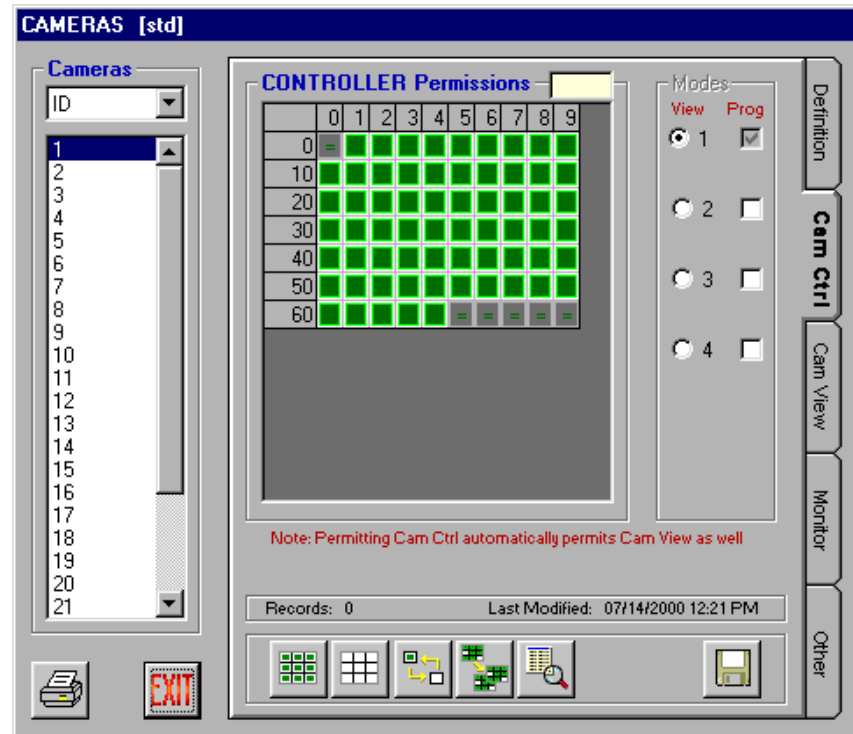 CAMERAS [std]
Cameras
ID
1
2
3
4
5
6
7
8
9
10
11
12
13
14
15
16
17
18
19
20
21
EXIT
CONTROLLER Permissions
0 1 2 3 4 5 6 7 8 9
0 =
10
20
30
40
50
60 = = = = =
Modes
View Prog
1
2
3
4
Note: Permitting Cam Ctrl automatically permits Cam View as well
Records: 0 Last Modified: 07/14/2000 12:21 PM
Definition
Cam Ctrl
Cam View
Monitor
Other